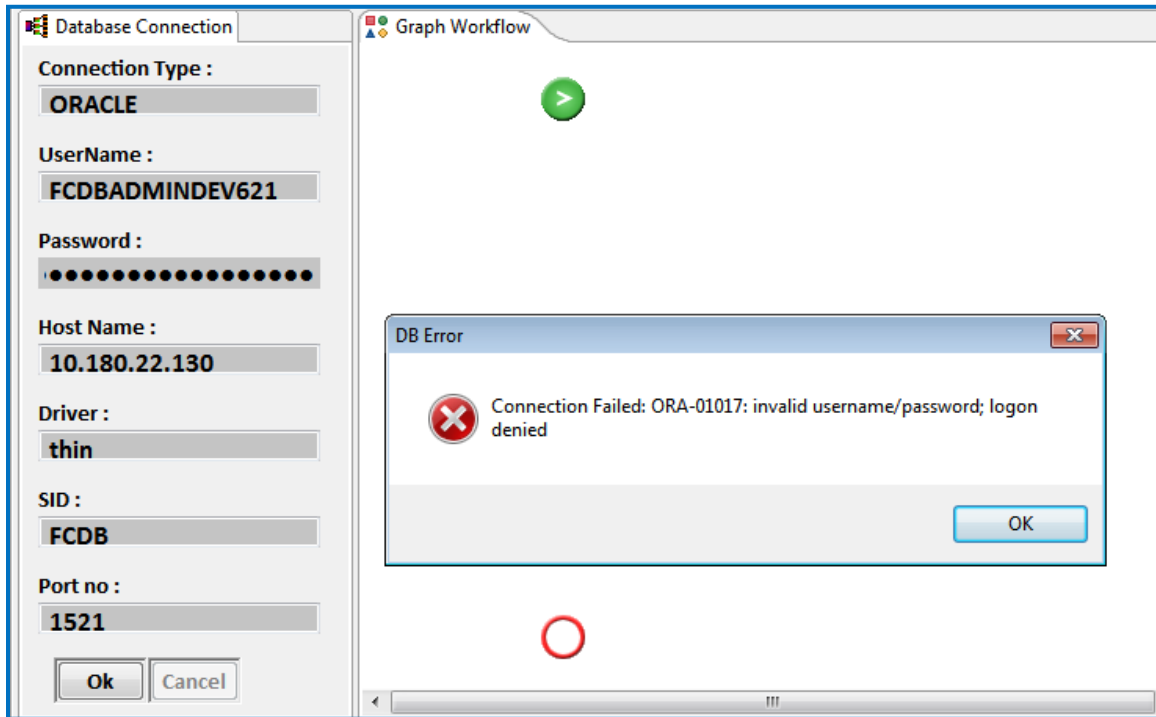 Database Connection
Graph Workflow
Connection Type :
ORACLE
UserName :
FCDBADMINDEV621
Password :
Host Name :
10.180.22.130
Driver :
thin
SID :
FCDB
Port no :
1521
Ok
Cancel
>
DB Error
Connection Failed: ORA-01017: invalid username/password; logon
denied
OK